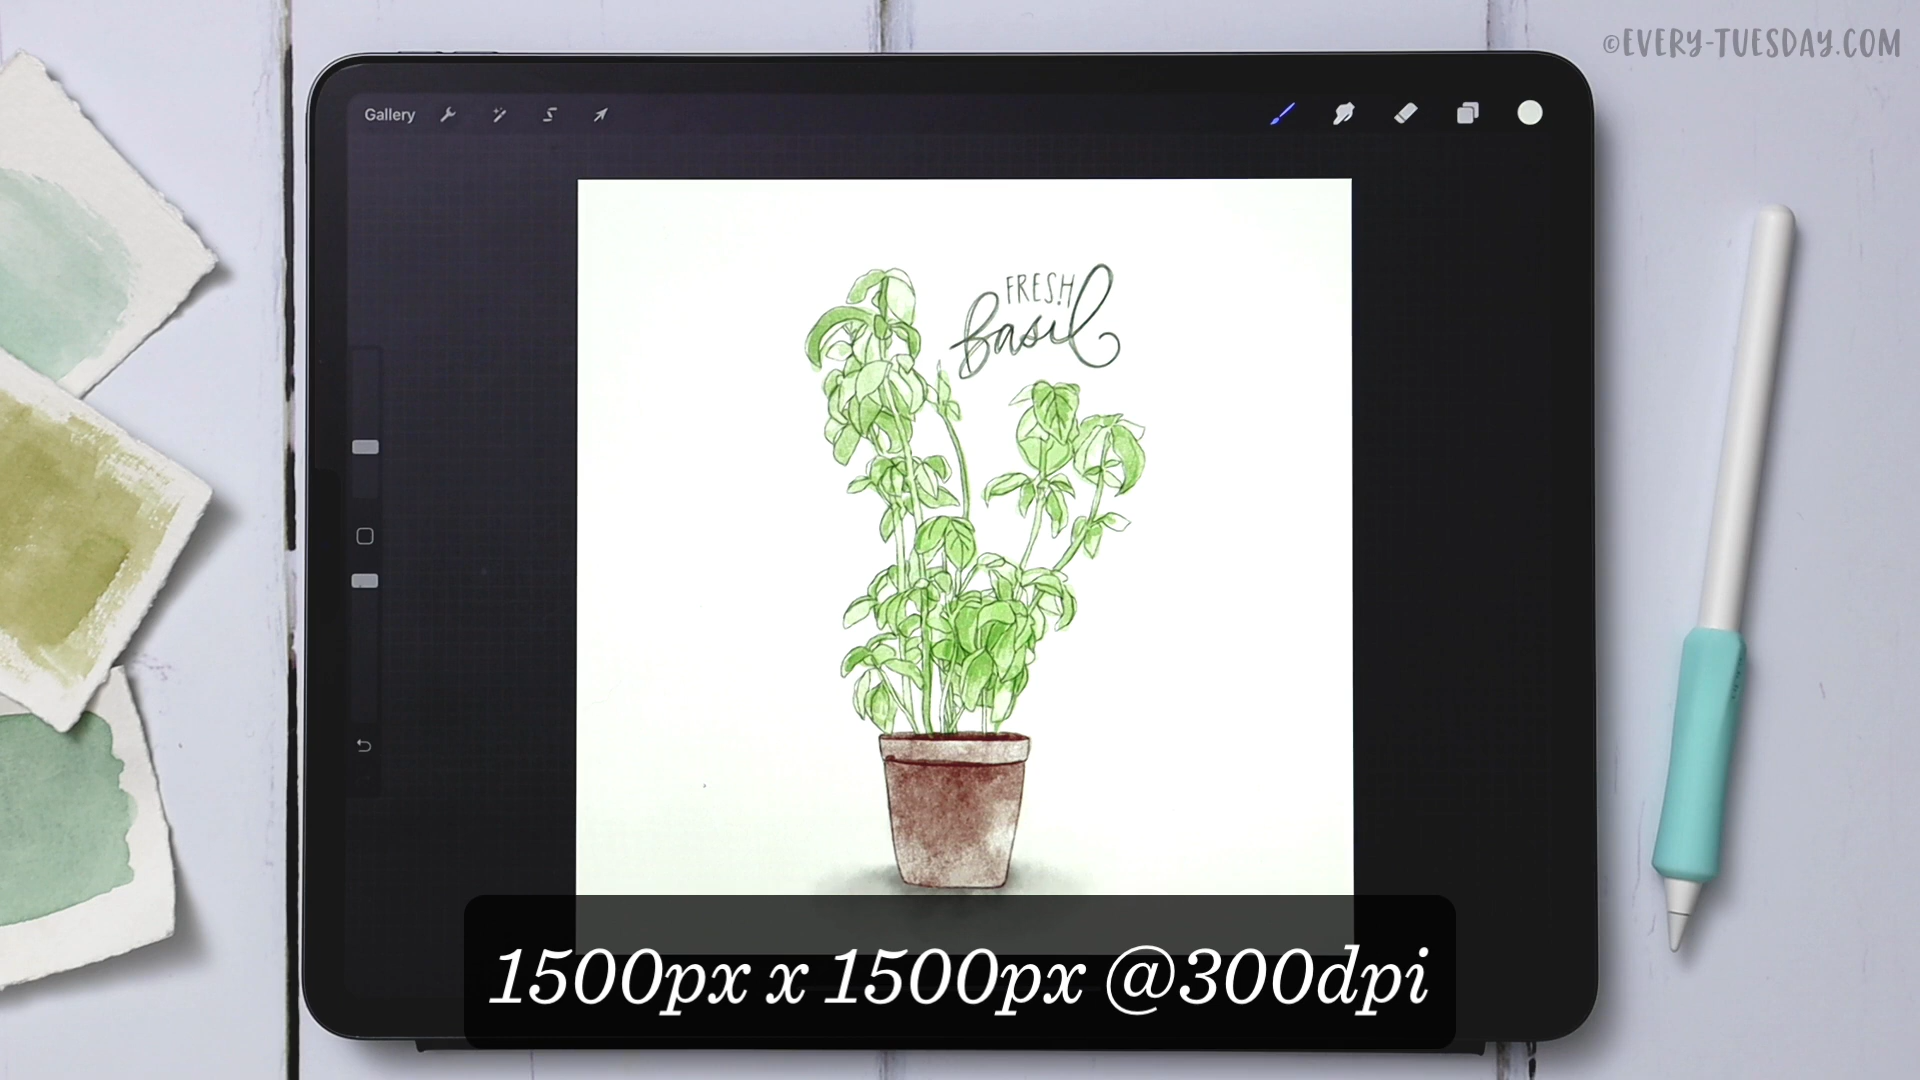 ©EVERY-TUESDAY.COM
Gallery
FRESH
basil
1500px x 1500px @300dpi